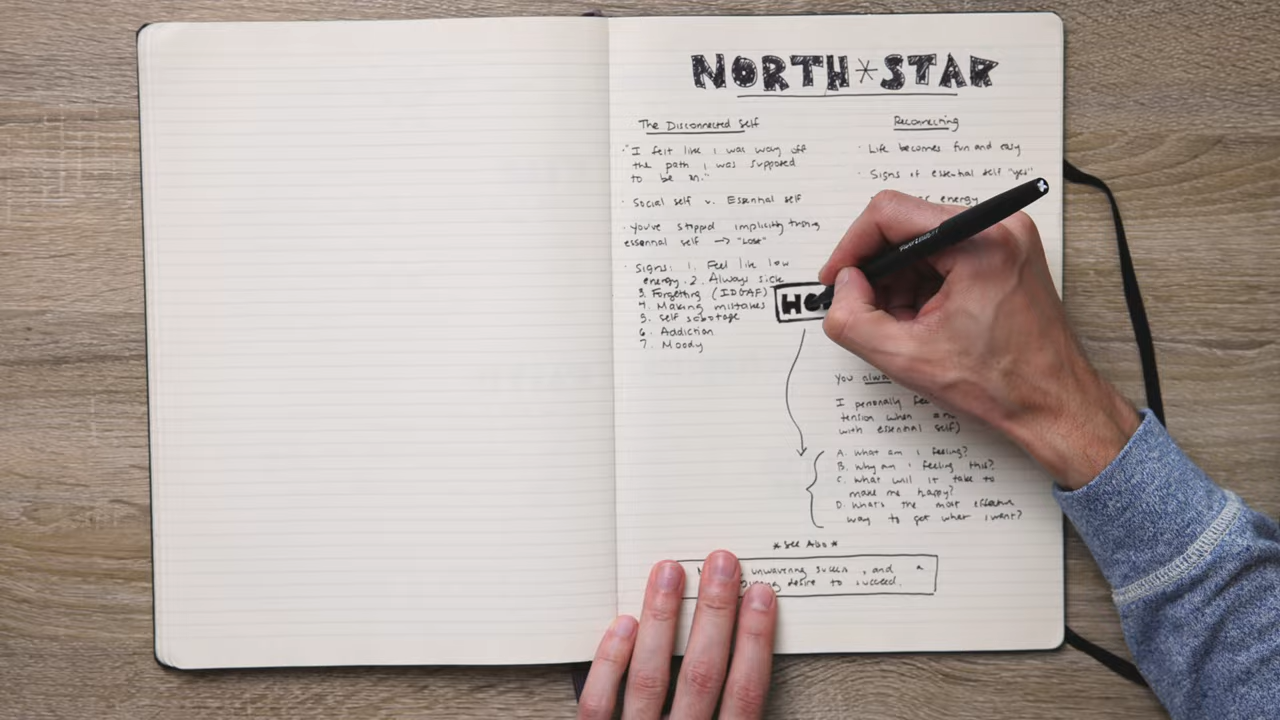 NORTH * STAR
The Disconnected Self
· "I felt like i was way off
the path i was supposed
to be on."
· Social self v. Essential self
· You've stopped implicitly
essential self → "Lost"
· Signs: 1. Feel like low
energy. 2. Always sick
3. Forgetting (IDGAF)
4. Making mistakes
5. self sabotage
6. Addiction
7. Moody
Reconnecting
· Life becomes fun and easy
· Signs of essential self "yes"
energy
HO
You
I personally
tension when
with essential self)
A. What am i feeling?
B. Why am i feeling this?
C. What will it take to
make me happy?
D. What's the most effective
way to get what i want?
* See Also *
unwavering , and a
desire to succeed.